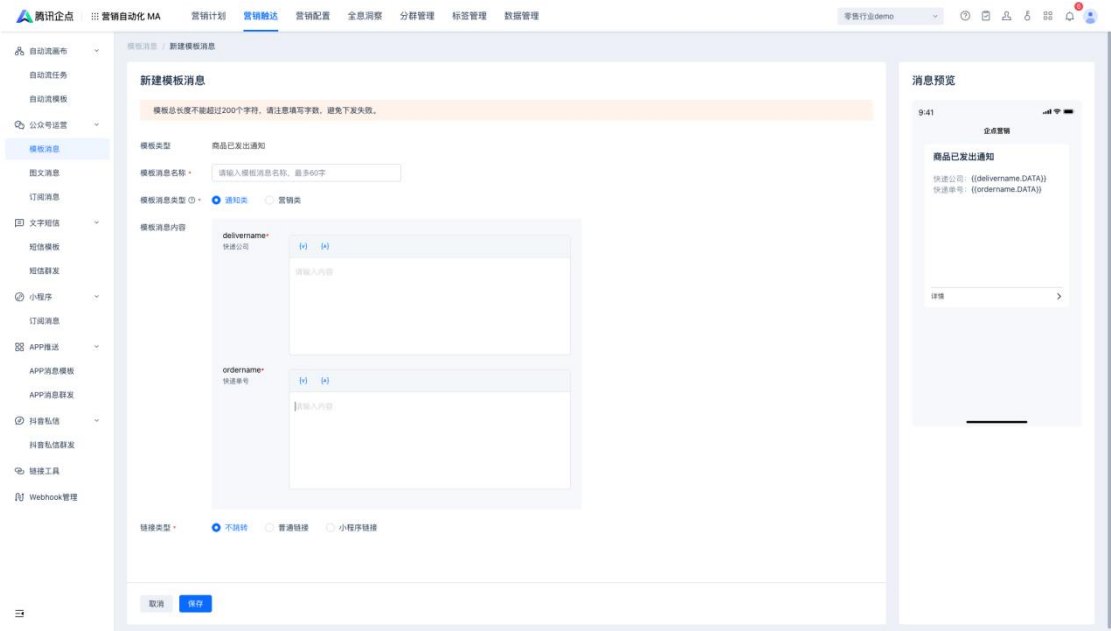 腾讯企点 营销自动化 MA 营销计划 营销触达 营销配置 全息洞察 分群管理 标签管理 数据管理 零售行业demo 0
自动流画布
自动流任务
自动流模板
公众号运营
模板消息
图文消息
订阅消息
文字短信
短信模板
短信群发
小程序
订阅消息
APP推送
APP消息模板
APP消息群发
抖音私信
抖音私信群发
链接工具
Webhook管理
模板消息 / 新建模板消息
新建模板消息
模板总长度不能超过200个字符，请注意填写字数，避免下发失败。
模板类型 商品已发出通知
模板消息名称 * 请输入模板消息名称，最多60字
模板消息类型 * 通知类 营销类
模板消息内容
delivername*
快递公司
请输入内容
ordername*
快递单号
请输入内容
链接类型 * 不跳转 普通链接 小程序链接
取消 保存
消息预览
9:41
企点营销
商品已发出通知
快递公司：{{delivername.DATA}}
快递单号：{{ordername.DATA}}
详情